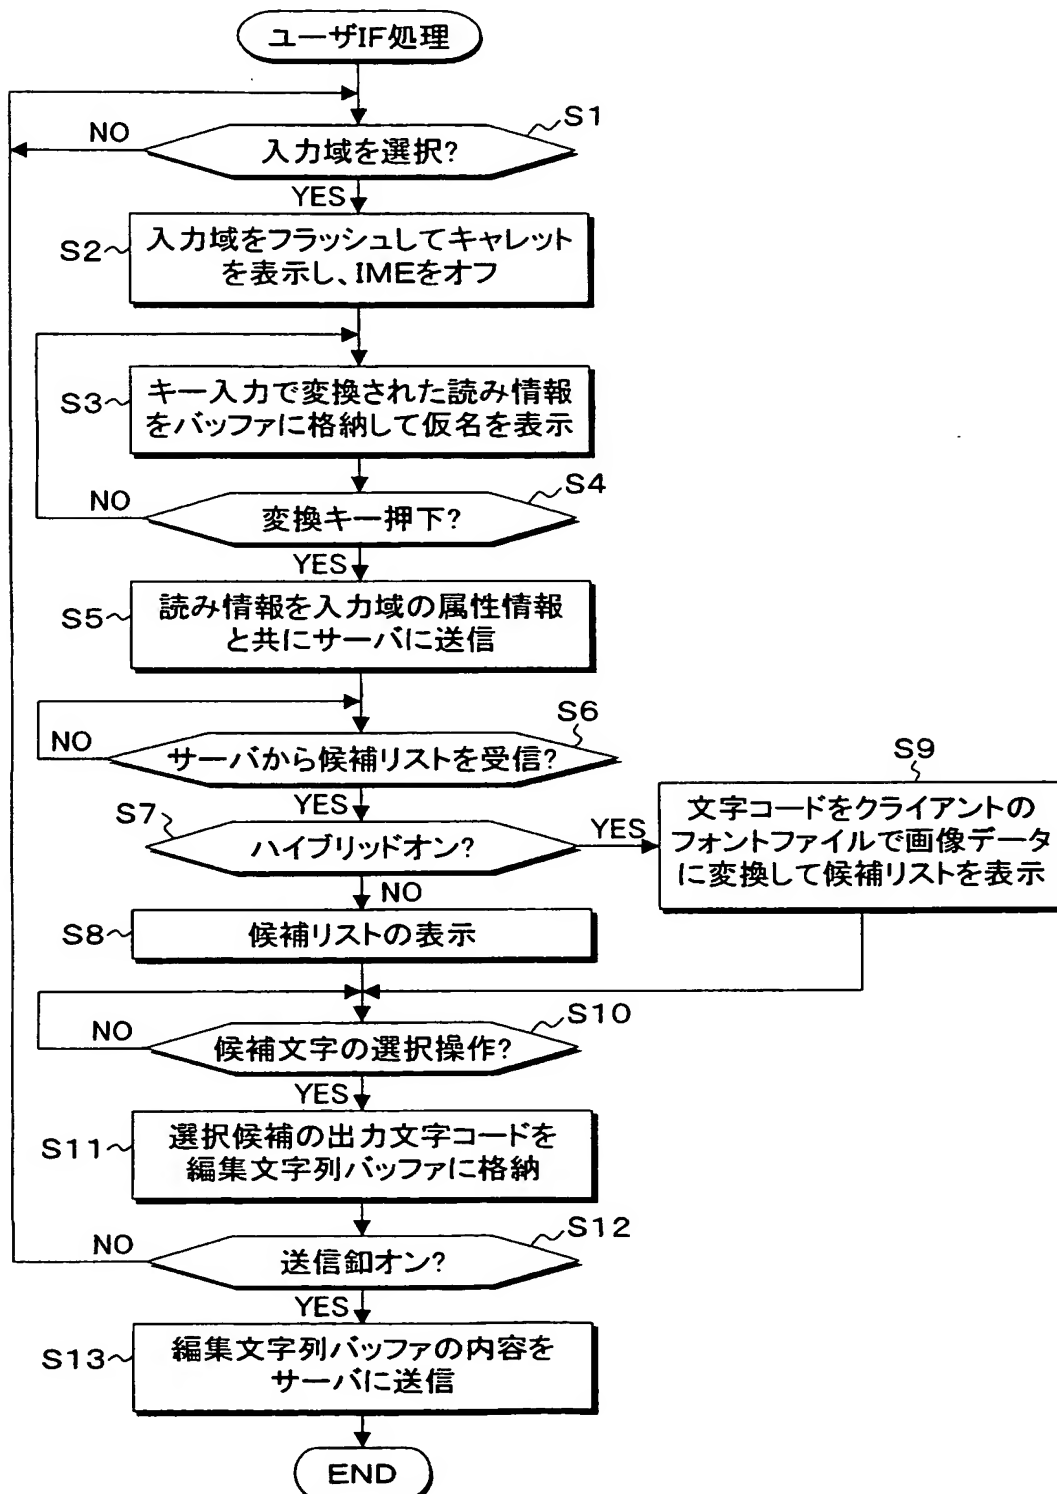 ユーザIF処理
S1
NO
入力域を選択?
YES
S2
入力域をフラッシュしてキャレット
を表示し、IMEをオフ
S3
キー入力で変換された読み情報
をバッファに格納して仮名を表示
S4
NO
変換キー押下?
YES
S5
読み情報を入力域の属性情報
と共にサーバに送信
S6
NO
サーバから候補リストを受信?
YES
S7
ハイブリッドオン?
YES
S9
文字コードをクライアントの
フォントファイルで画像データ
に変換して候補リストを表示
NO
S8
候補リストの表示
S10
NO
候補文字の選択操作?
YES
S11
選択候補の出力文字コードを
編集文字列バッファに格納
S12
NO
送信釦オン?
YES
S13
編集文字列バッファの内容を
サーバに送信
END